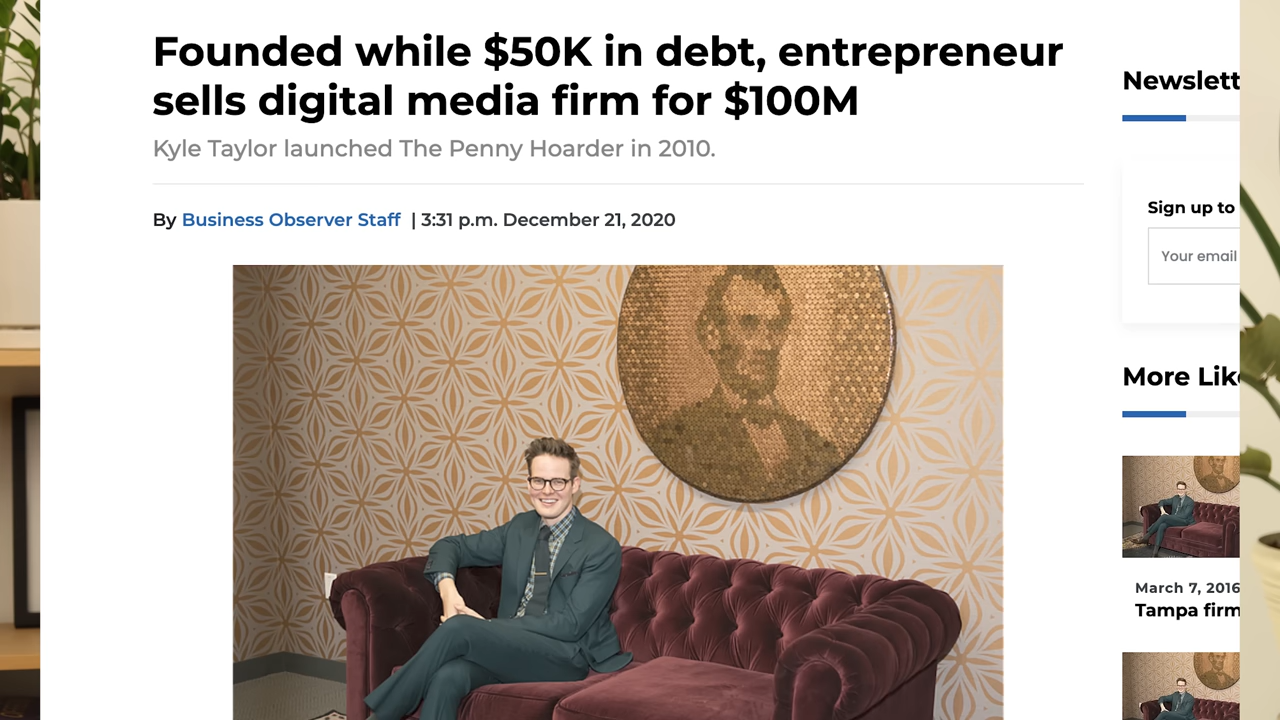 Founded while $50K in debt, entrepreneur
sells digital media firm for $100M
Kyle Taylor launched The Penny Hoarder in 2010.
By Business Observer Staff | 3:31 p.m. December 21, 2020
Newslett
Sign up to
Your email
More Lik
March 7, 2016
Tampa firm